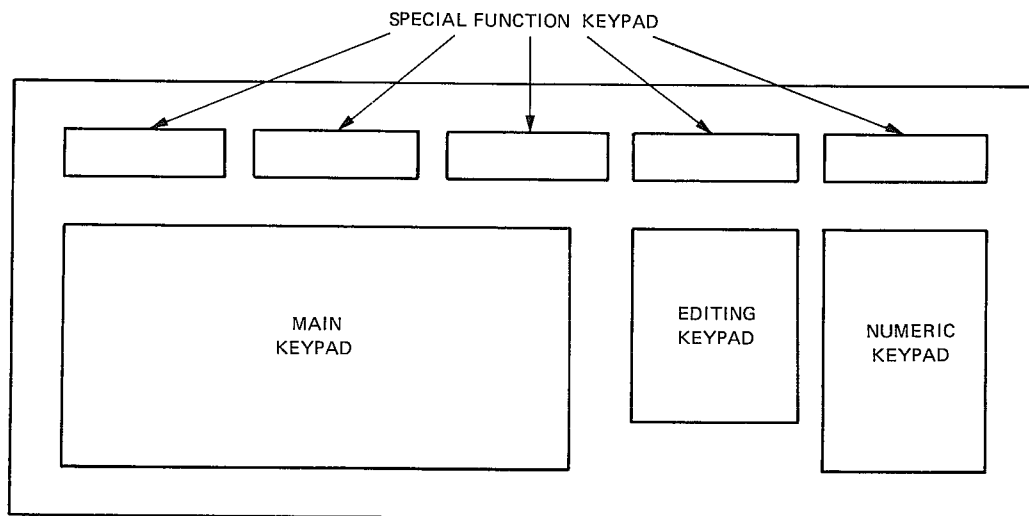 SPECIAL FUNCTION KEYPAD
MAIN
KEYPAD
EDITING
KEYPAD
NUMERIC
KEYPAD